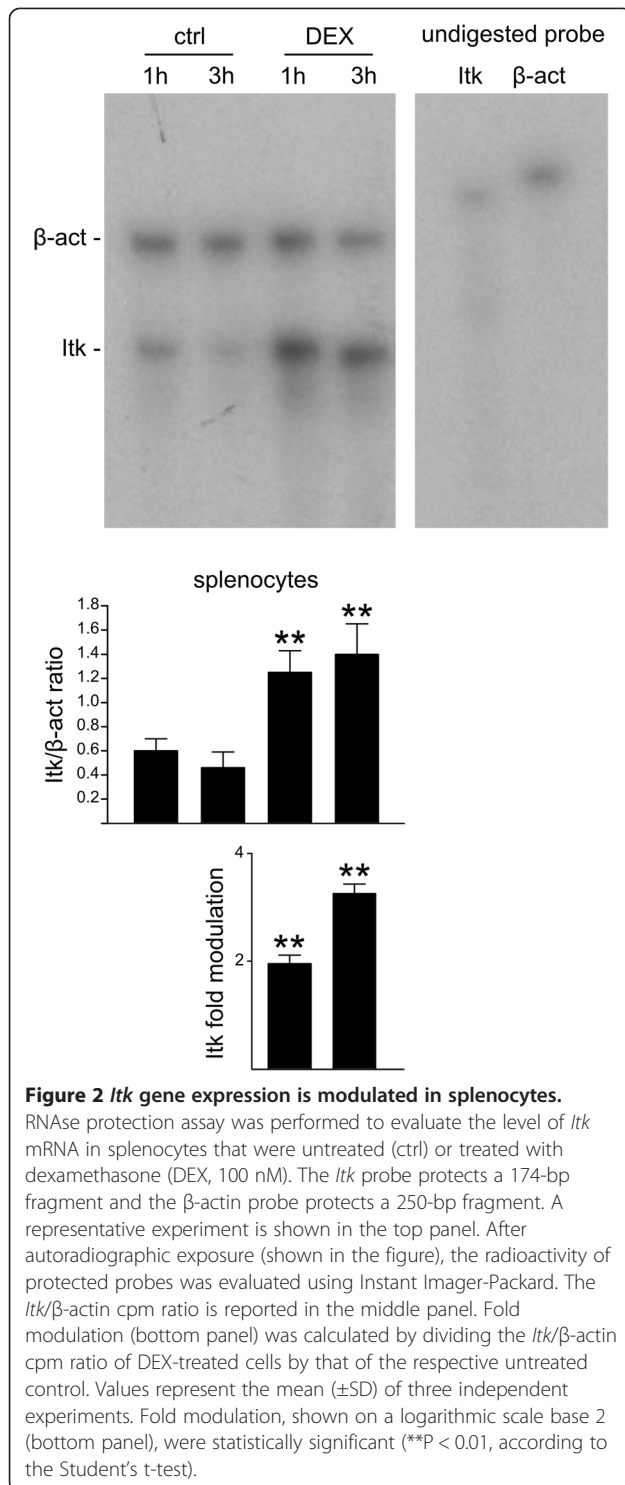 ctrl DEX undigested probe
1h 3h 1h 3h Itk β-act
β-act -
Itk -
splenocytes
Itk/β-act ratio
1.8
1.6
1.4
1.2
1.0
0.8
0.6
0.4
0.2
** **
Itk fold modulation
4
2
** **
Figure 2 Itk gene expression is modulated in splenocytes.
RNAse protection assay was performed to evaluate the level of Itk
mRNA in splenocytes that were untreated (ctrl) or treated with
dexamethasone (DEX, 100 nM). The Itk probe protects a 174-bp
fragment and the β-actin probe protects a 250-bp fragment. A
representative experiment is shown in the top panel. After
autoradiographic exposure (shown in the figure), the radioactivity of
protected probes was evaluated using Instant Imager-Packard. The
Itk/β-actin cpm ratio is reported in the middle panel. Fold
modulation (bottom panel) was calculated by dividing the Itk/β-actin
cpm ratio of DEX-treated cells by that of the respective untreated
control. Values represent the mean (±SD) of three independent
experiments. Fold modulation, shown on a logarithmic scale base 2
(bottom panel), were statistically significant (**P < 0.01, according to
the Student's t-test).